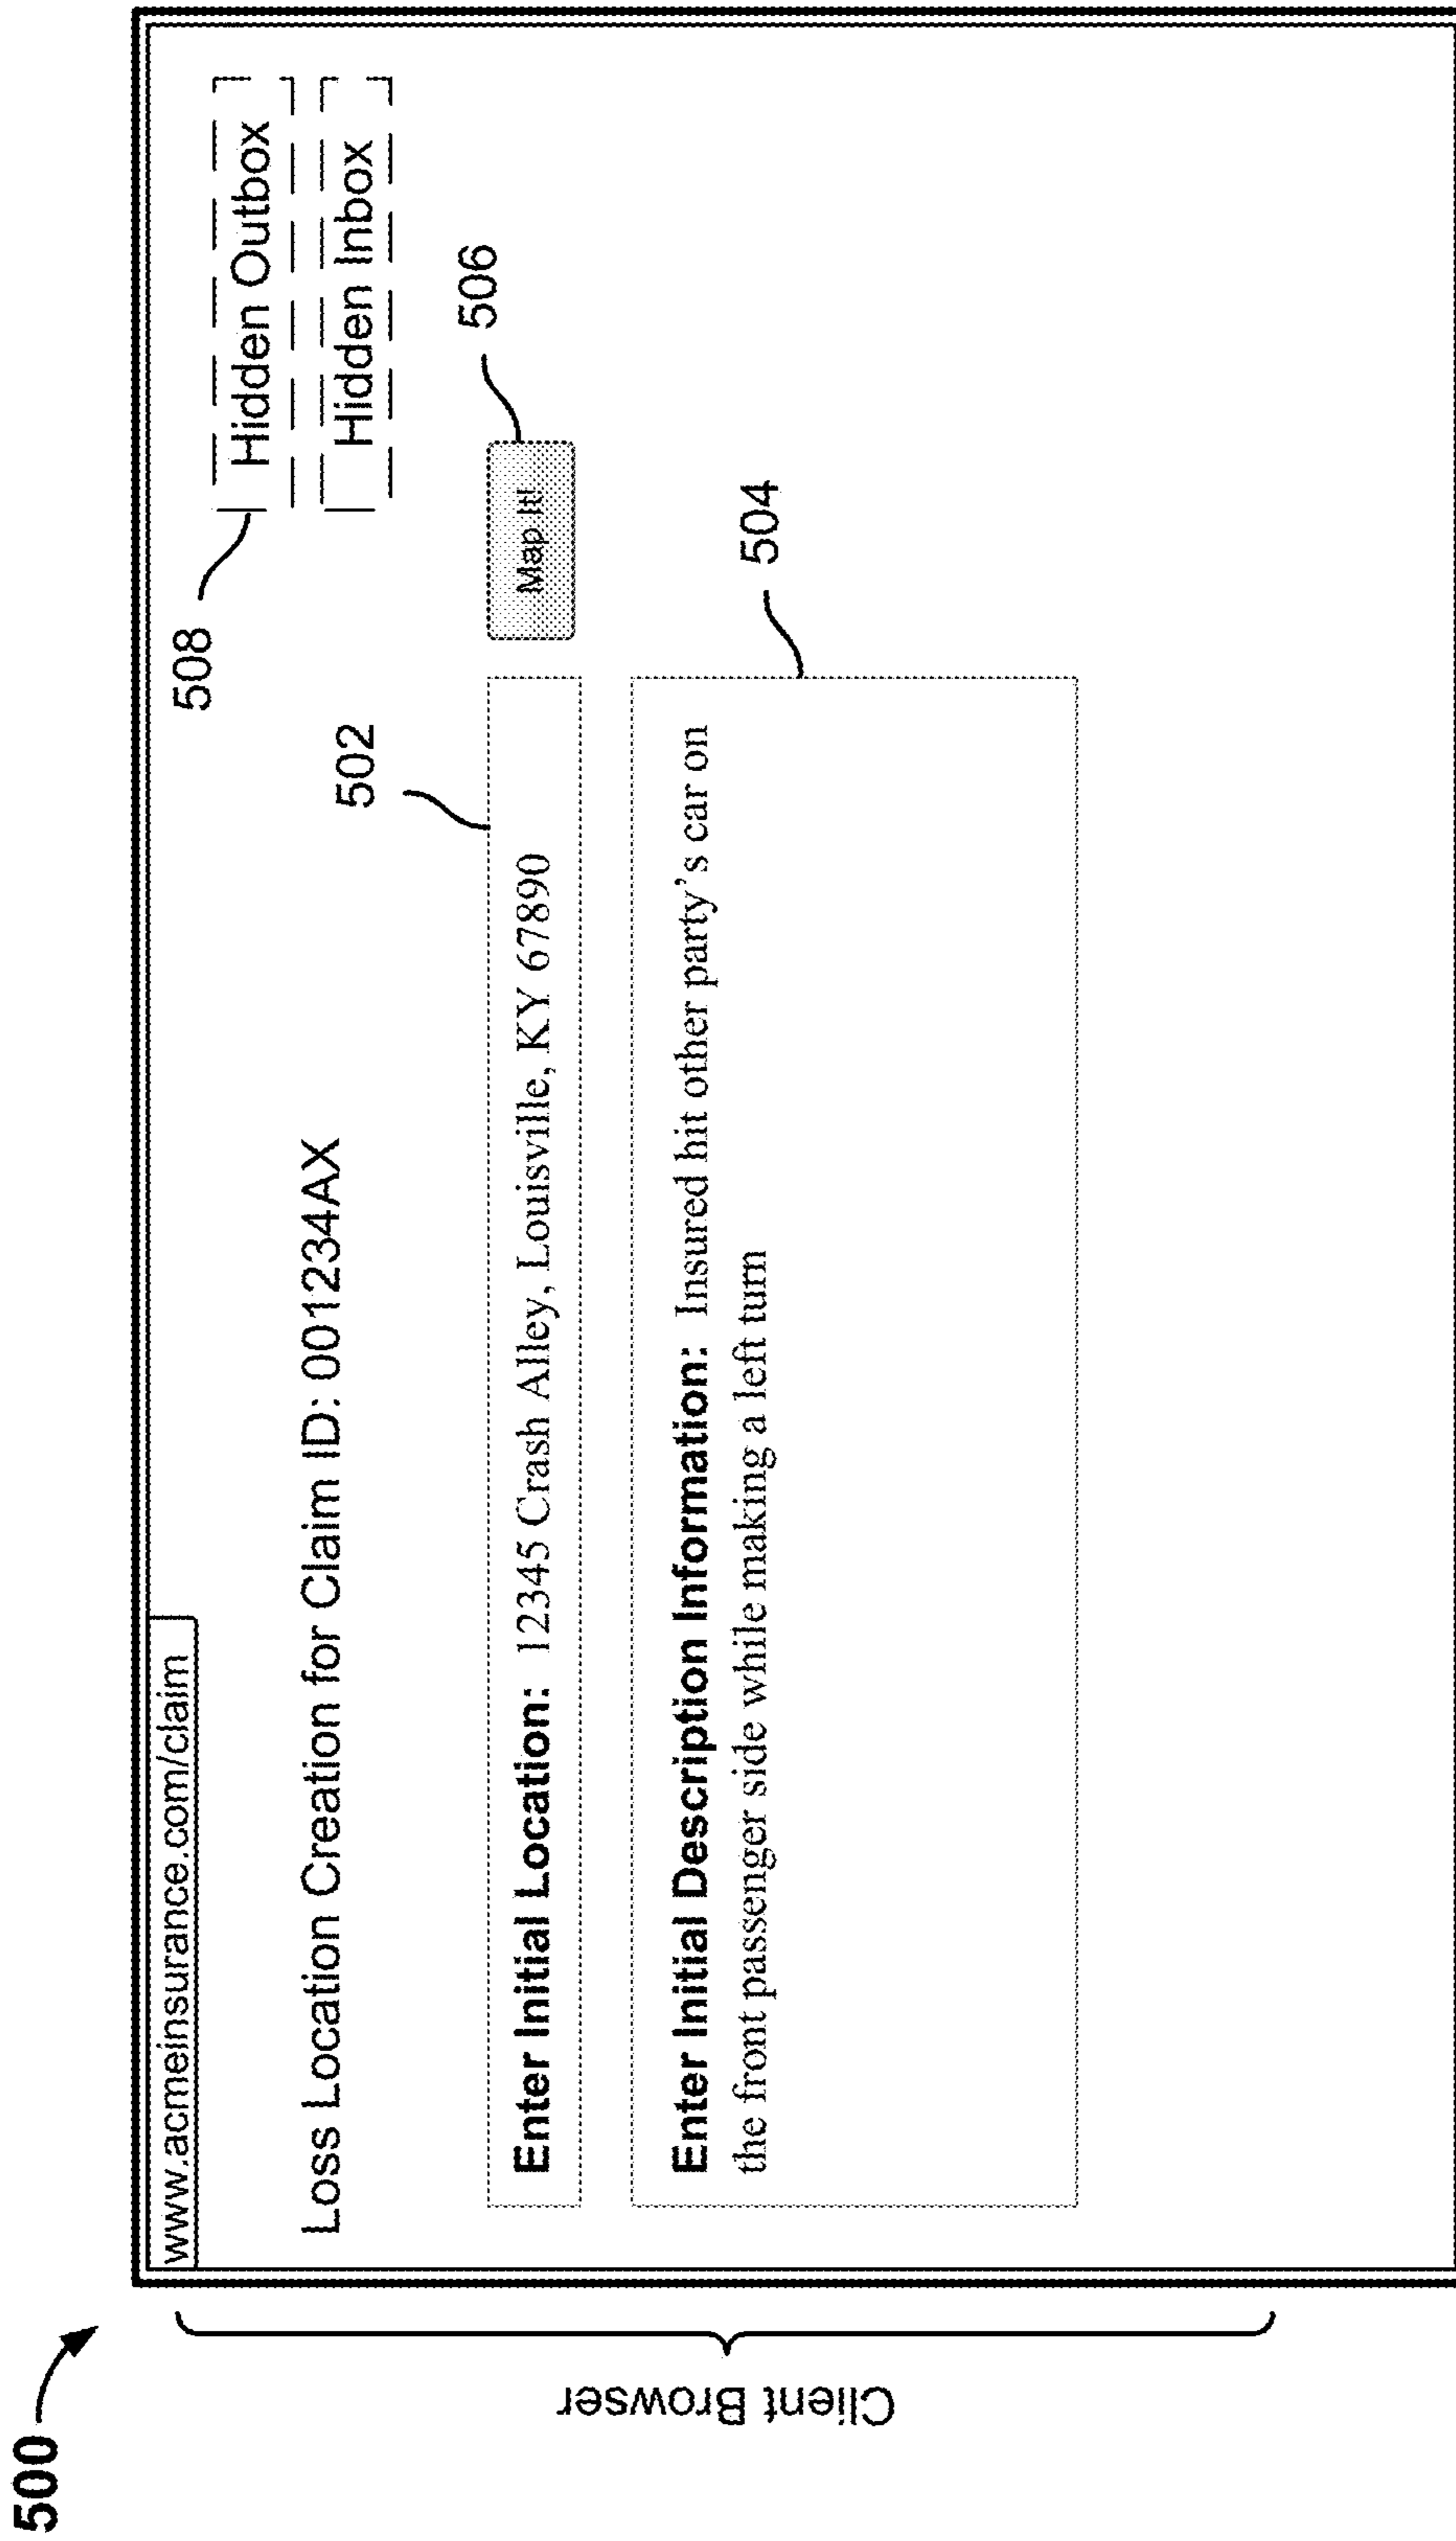 500
www.acmeinsurance.com/claim
508
Hidden Outbox
Hidden Inbox
Loss Location Creation for Claim ID: 001234AX
502
506
Enter Initial Location: 12345 Crash Alley, Louisville, KY 67890
Map It!
504
Enter Initial Description Information: Insured hit other party's car on
the front passenger side while making a left turn
Client Browser